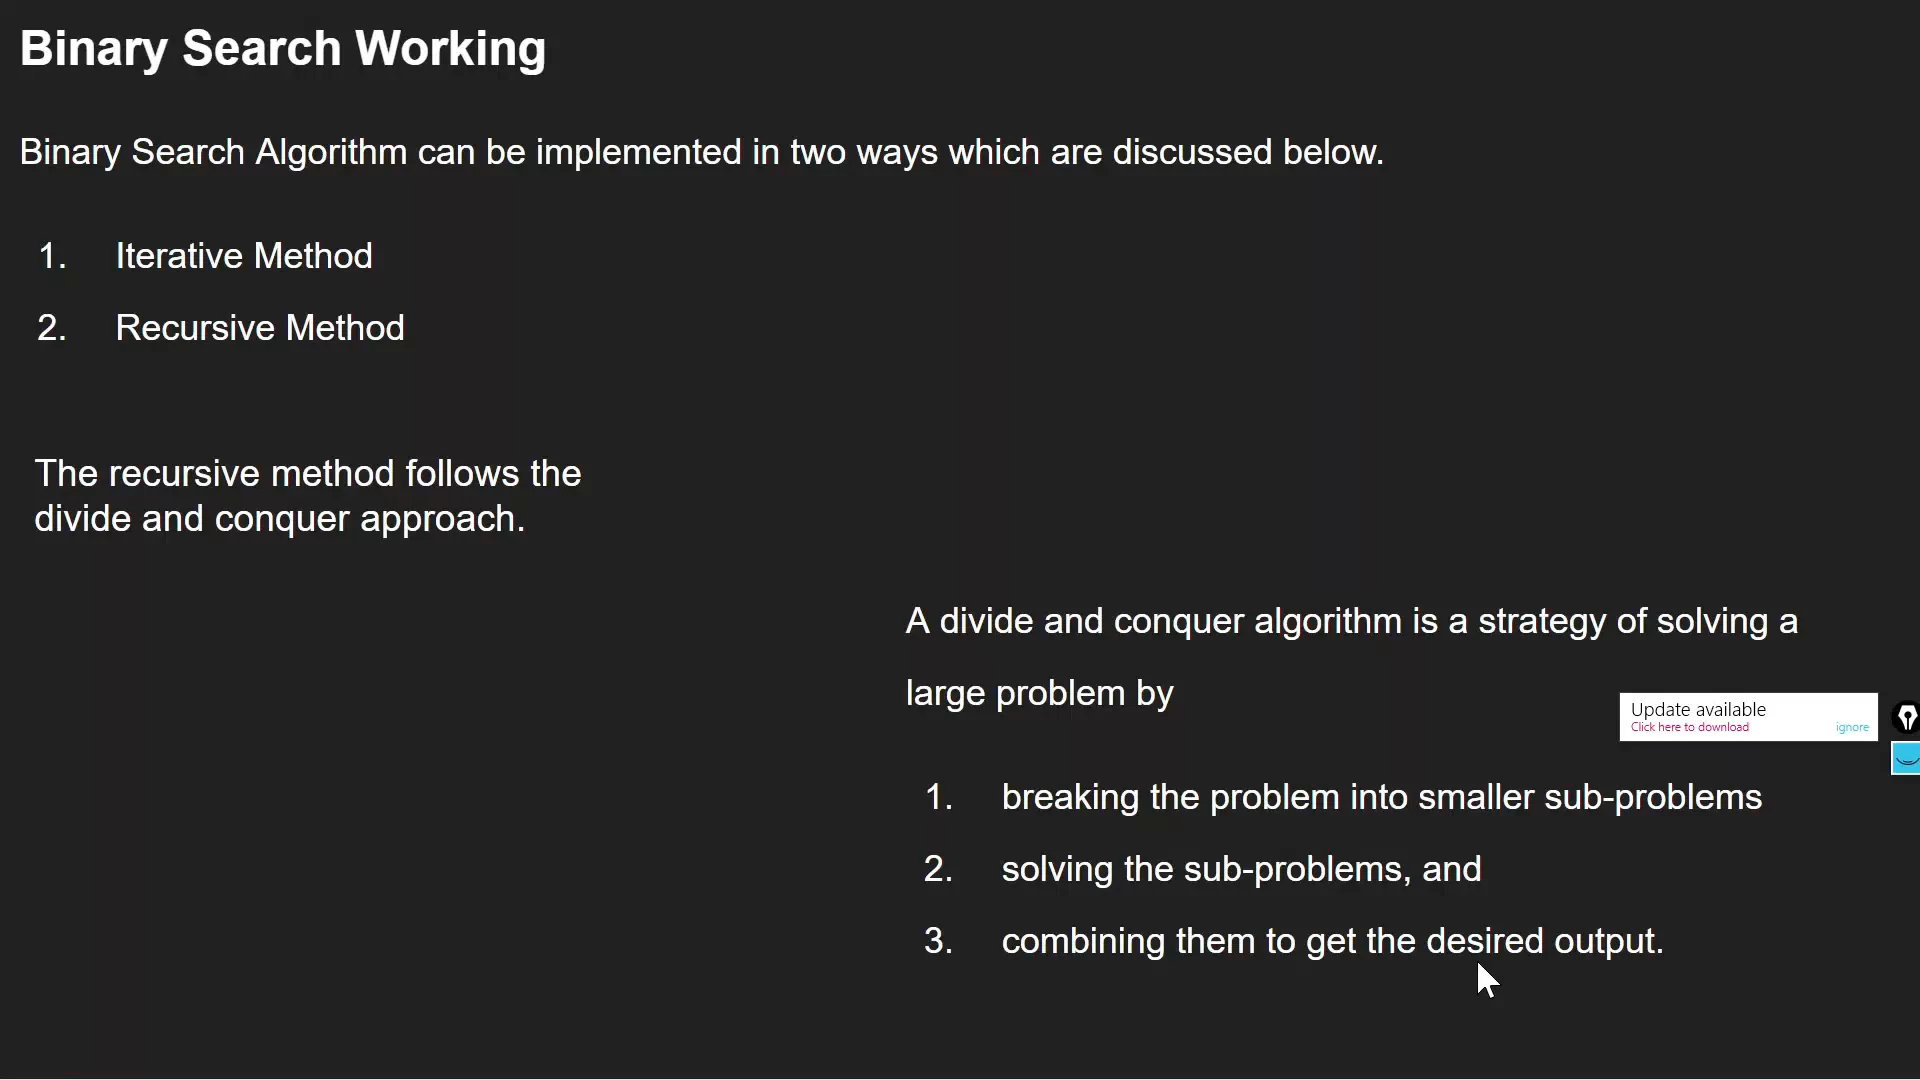 Binary Search Working
Binary Search Algorithm can be implemented in two ways which are discussed below.
1. Iterative Method
2. Recursive Method
The recursive method follows the
divide and conquer approach.
A divide and conquer algorithm is a strategy of solving a
large problem by
Update available
Click here to download ignore
1. breaking the problem into smaller sub-problems
2. solving the sub-problems, and
3. combining them to get the desired output.